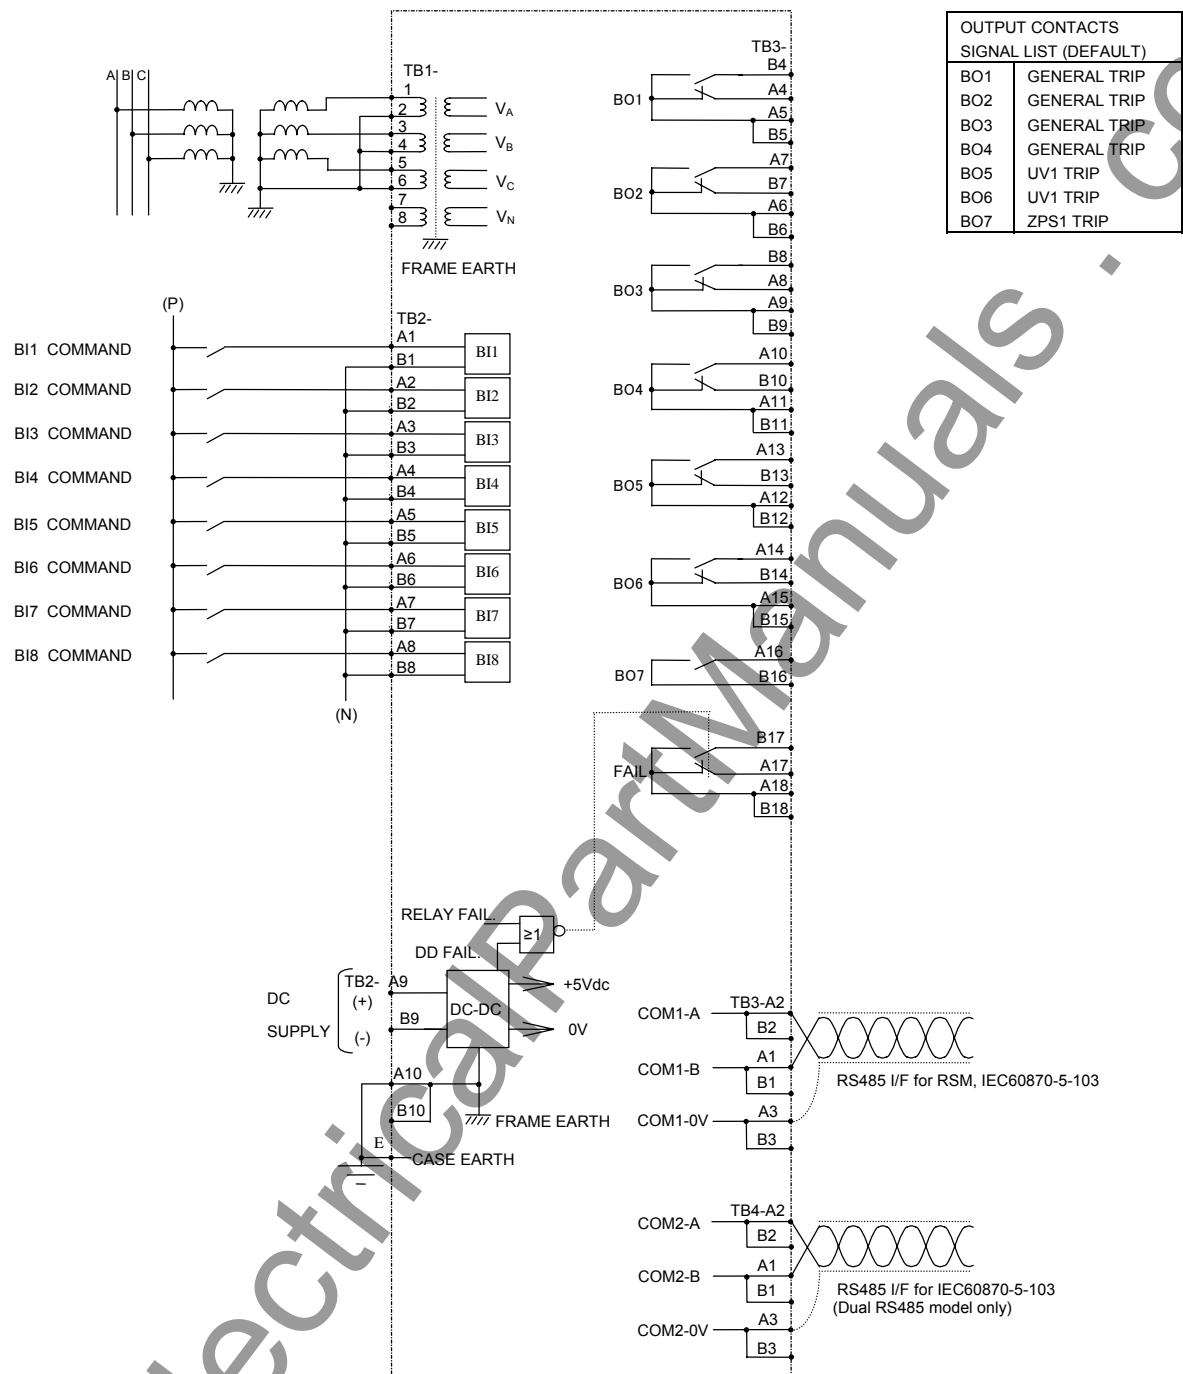 OUTPUT CONTACTS
SIGNAL LIST (DEFAULT)
BO1 GENERAL TRIP
BO2 GENERAL TRIP
BO3 GENERAL TRIP
BO4 GENERAL TRIP
BO5 UV1 TRIP
BO6 UV1 TRIP
BO7 ZPS1 TRIP
A B C
TB1-
1
2
3
4
5
6
7
8
VA
VB
VC
VN
FRAME EARTH
(P)
TB2-
BI1 COMMAND A1 B1 BI1
BI2 COMMAND A2 B2 BI2
BI3 COMMAND A3 B3 BI3
BI4 COMMAND A4 B4 BI4
BI5 COMMAND A5 B5 BI5
BI6 COMMAND A6 B6 BI6
BI7 COMMAND A7 B7 BI7
BI8 COMMAND A8 B8 BI8
(N)
TB3-
B4
BO1 A4
A5
B5
A7
BO2 B7
A6
B6
B8
BO3 A8
A9
B9
A10
BO4 B10
A11
B11
A13
BO5 B13
A12
B12
A14
BO6 B14
A15
B15
A16
BO7 B16
B17
FAIL A17
A18
B18
RELAY FAIL.
≥1
DD FAIL.
DC
SUPPLY
TB2- A9
(+)
B9
(-)
DC-DC
+5Vdc
0V
A10
B10
FRAME EARTH
E
CASE EARTH
COM1-A TB3-A2
B2
COM1-B A1
B1
COM1-0V A3
B3
RS485 I/F for RSM, IEC60870-5-103
COM2-A TB4-A2
B2
COM2-B A1
B1
COM2-0V A3
B3
RS485 I/F for IEC60870-5-103
(Dual RS485 model only)